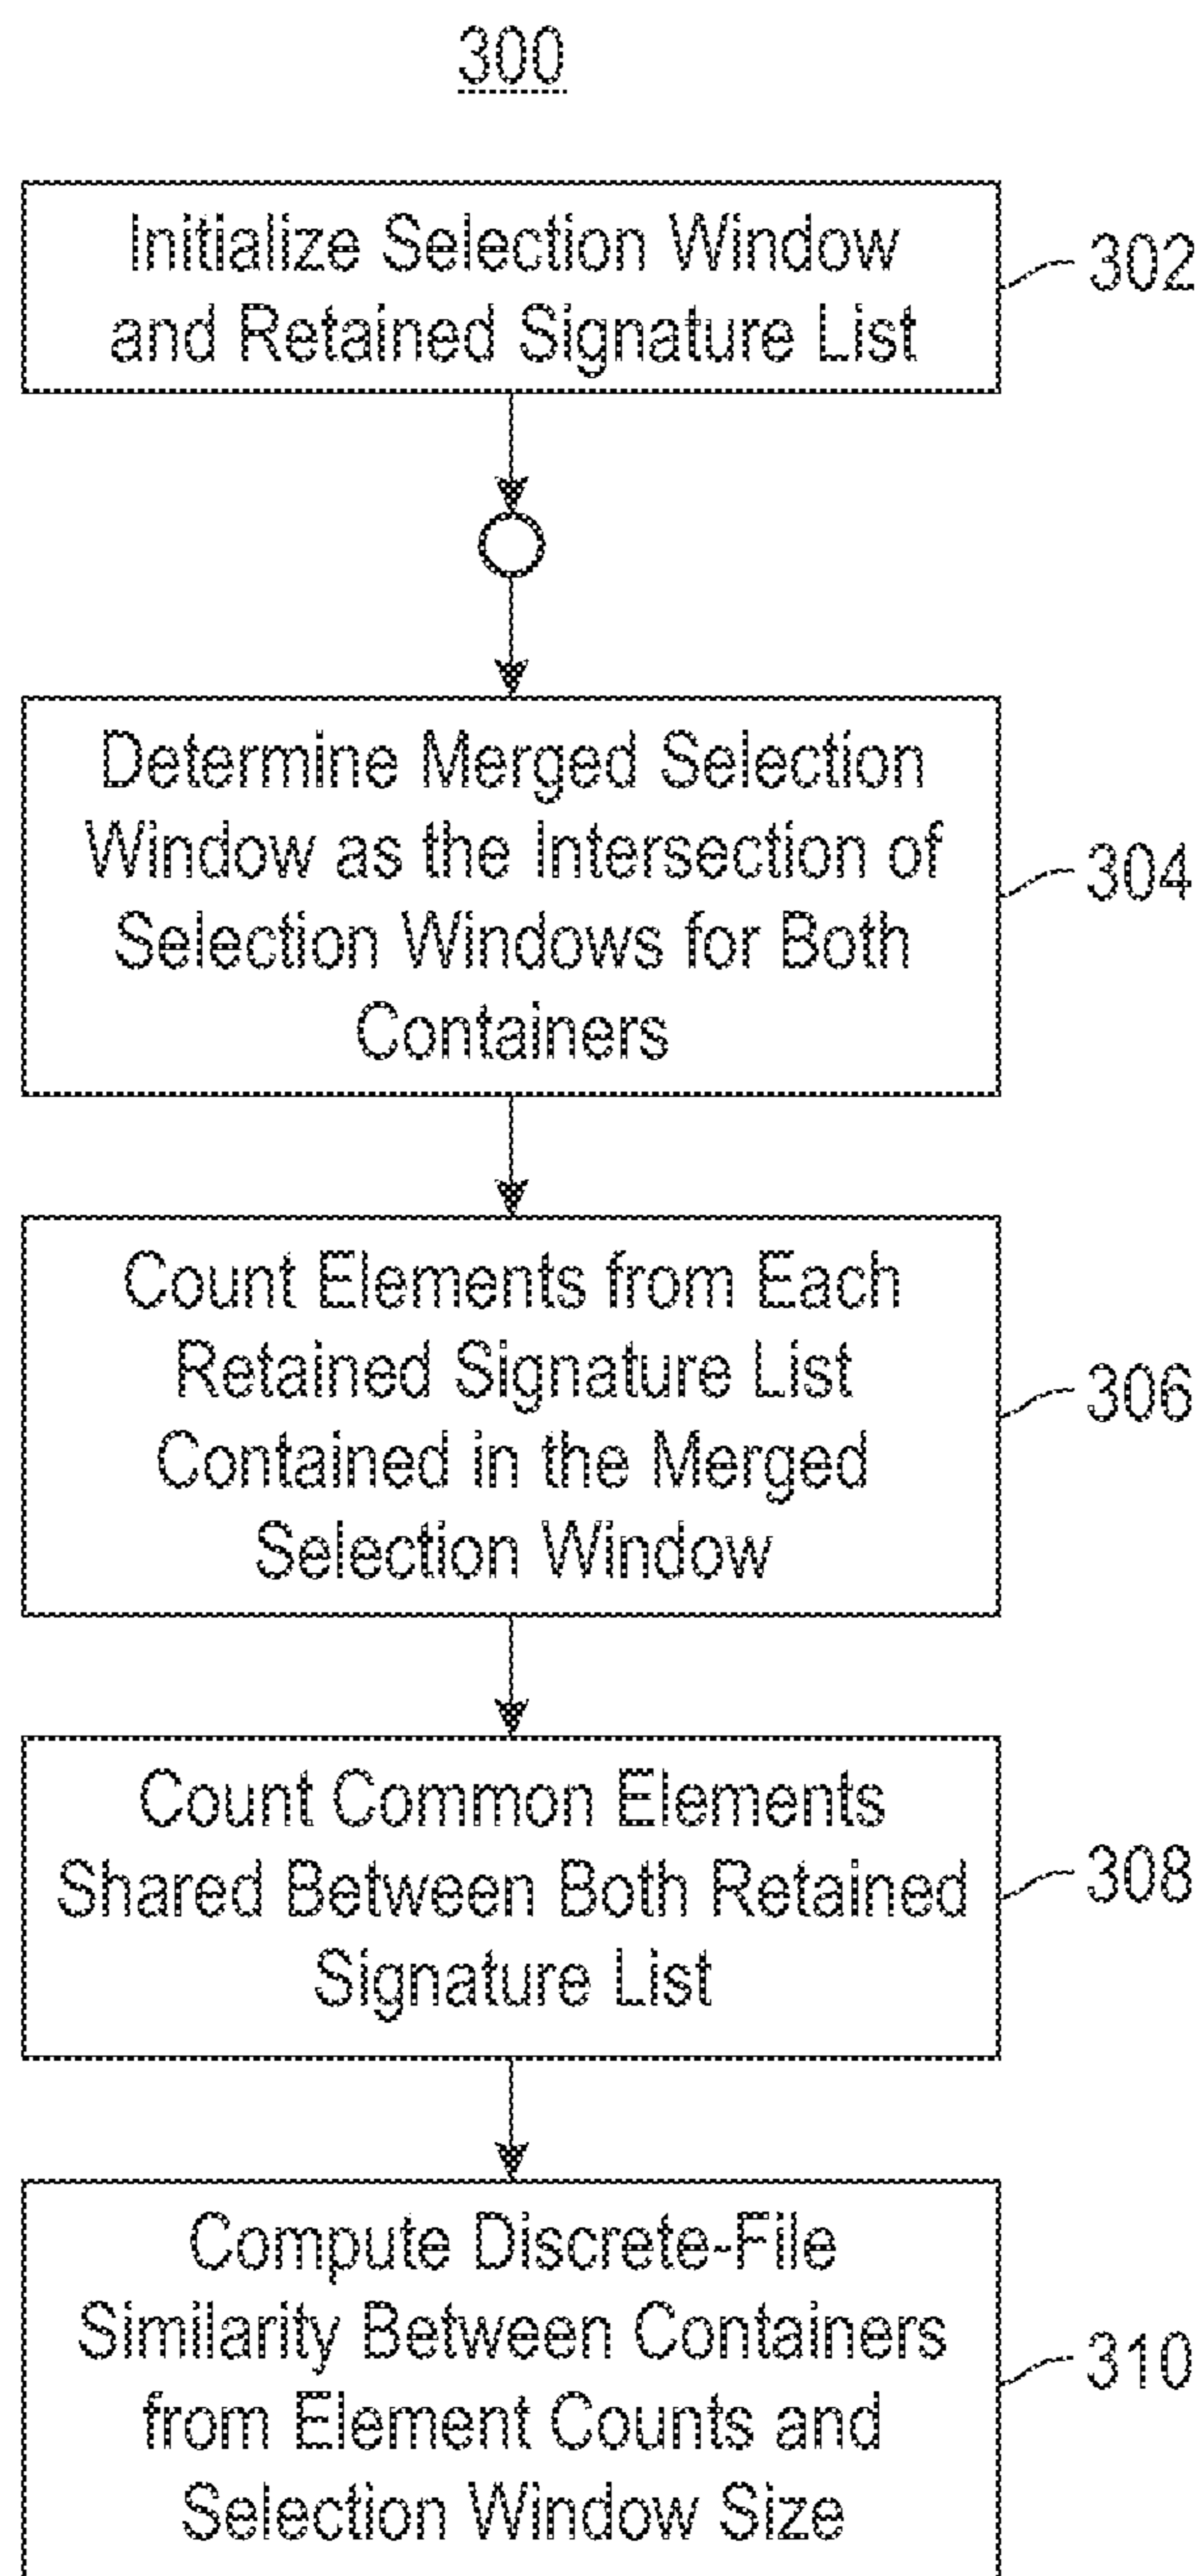 300
Initialize Selection Window
and Retained Signature List
302
Determine Merged Selection
Window as the Intersection of
Selection Windows for Both
Containers
304
Count Elements from Each
Retained Signature List
Contained in the Merged
Selection Window
306
Count Common Elements
Shared Between Both Retained
Signature List
308
Compute Discrete-File
Similarity Between Containers
from Element Counts and
Selection Window Size
310